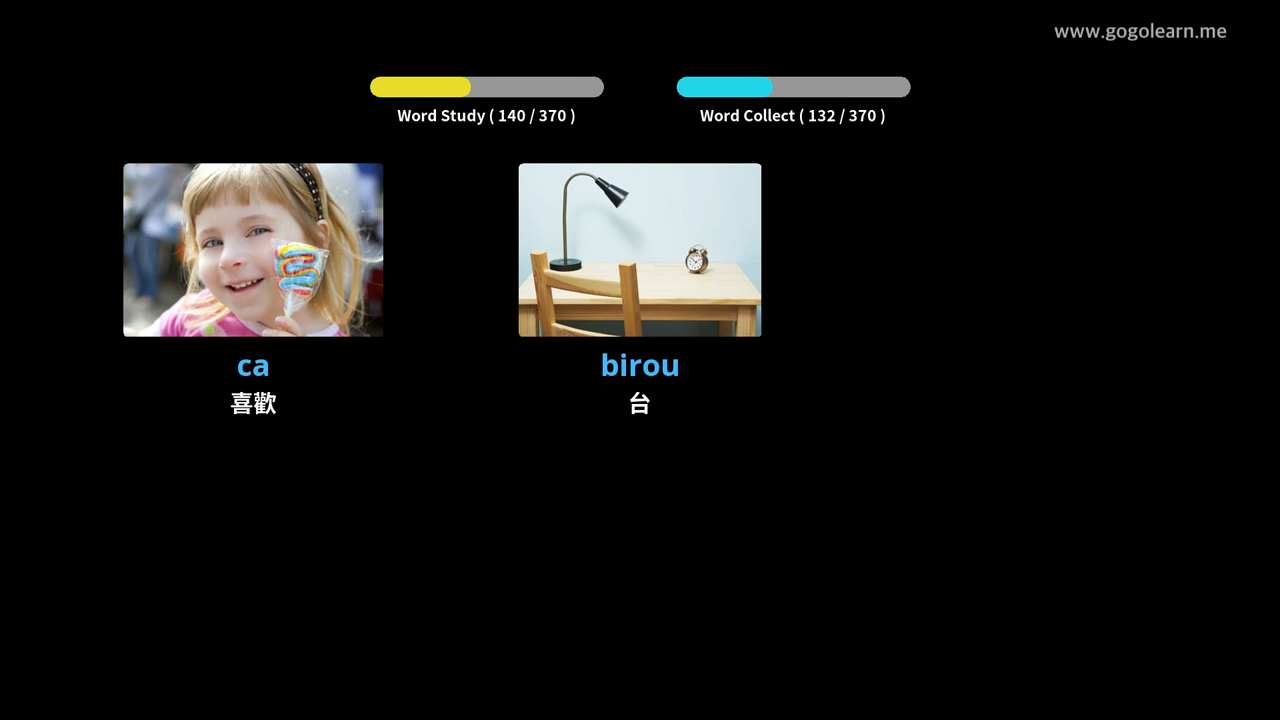 www.gogolearn.me
Word Study ( 140 / 370 )
Word Collect ( 132 / 370 )
ca
喜歡
birou
台